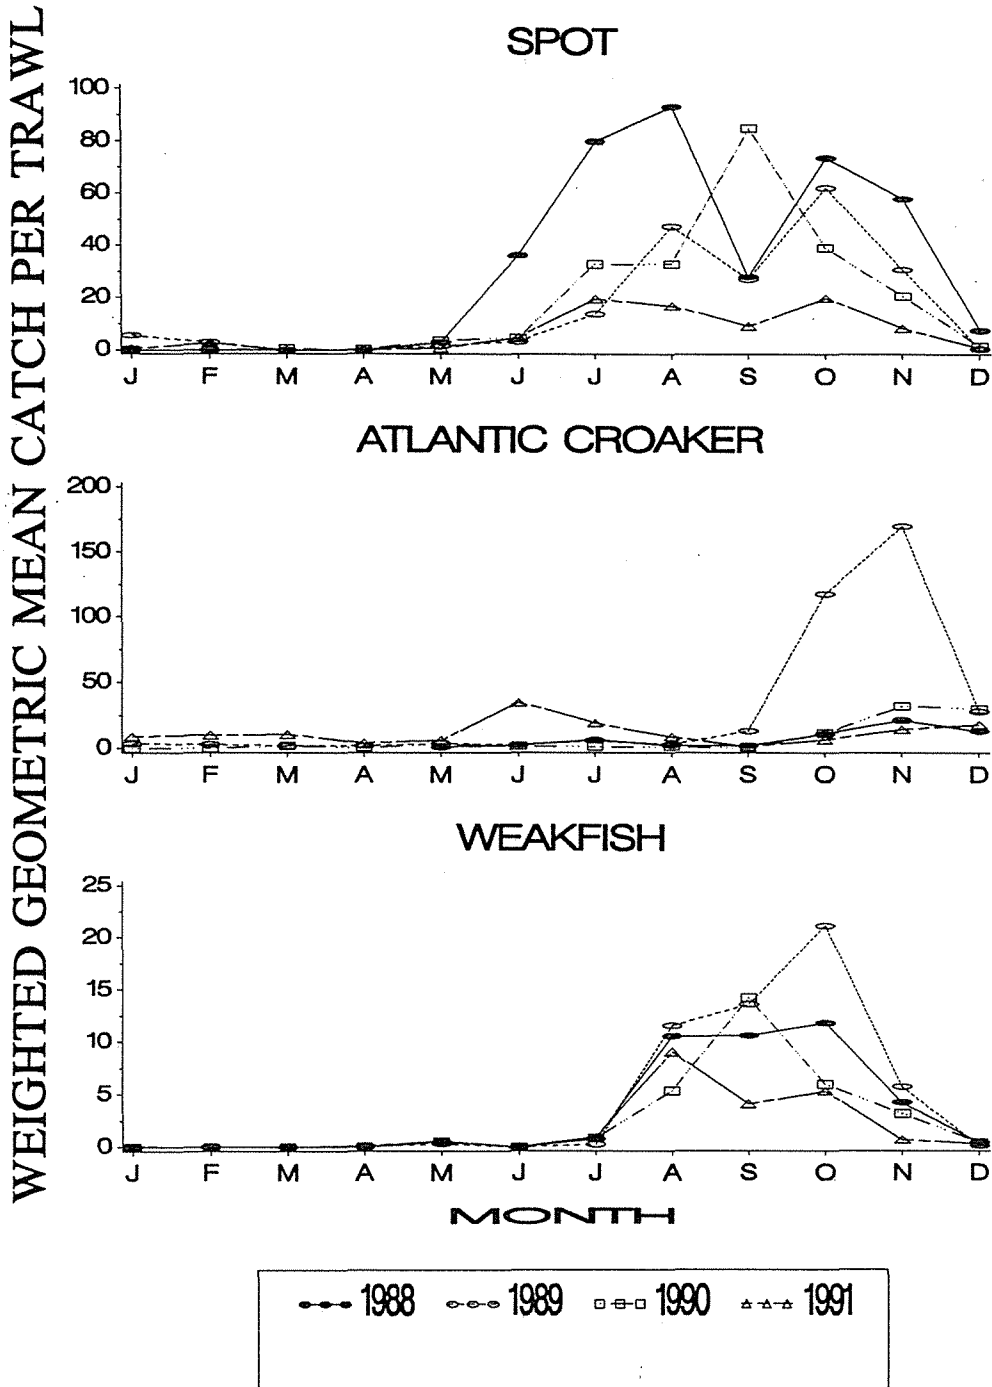 WEIGHTED GEOMETRIC MEAN CATCH PER TRAWL
SPOT
100
80
60
40
20
0
J F M A M J J A S O N D
ATLANTIC CROAKER
200
150
100
50
0
J F M A M J J A S O N D
WEAKFISH
25
20
15
10
5
0
J F M A M J J A S O N D
MONTH
1988 1989 1990 1991